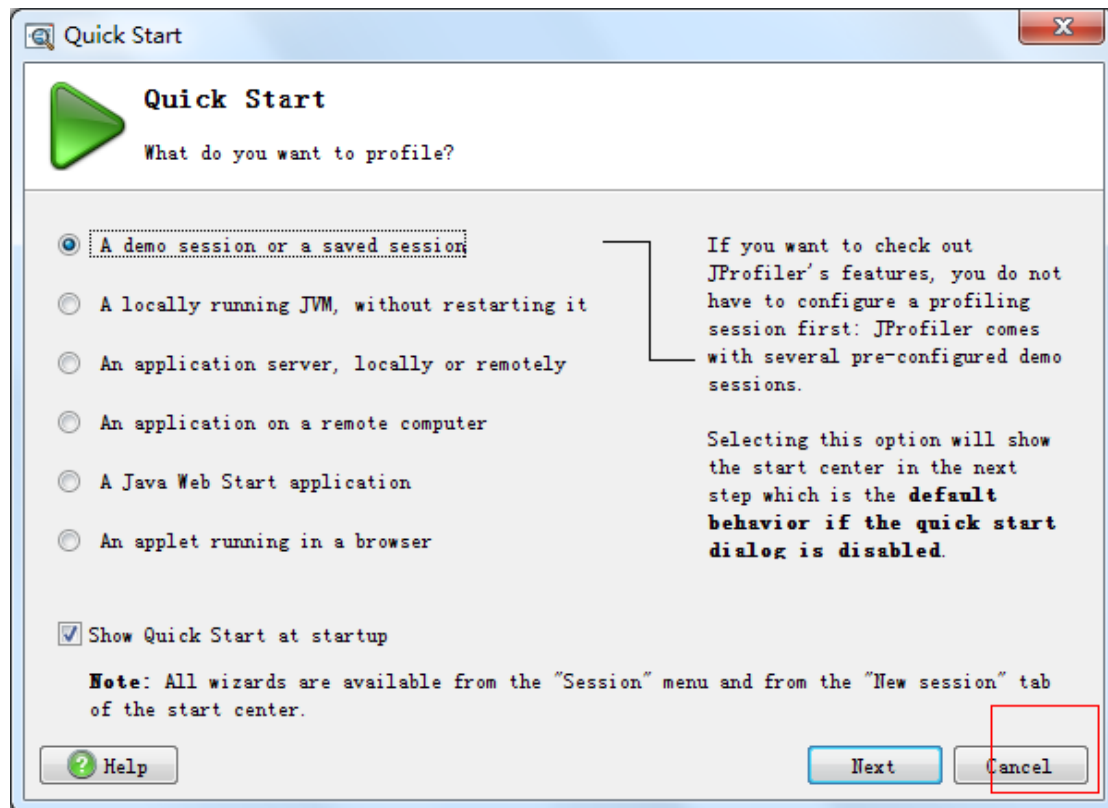 Quick Start
Quick Start
What do you want to profile?
A demo session or a saved session
A locally running JVM, without restarting it
An application server, locally or remotely
An application on a remote computer
A Java Web Start application
An applet running in a browser
If you want to check out
JProfiler's features, you do not
have to configure a profiling
session first: JProfiler comes
with several pre-configured demo
sessions.
Selecting this option will show
the start center in the next
step which is the default
behavior if the quick start
dialog is disabled.
Show Quick Start at startup
Note: All wizards are available from the "Session" menu and from the "New session" tab
of the start center.
Help
Next
Cancel